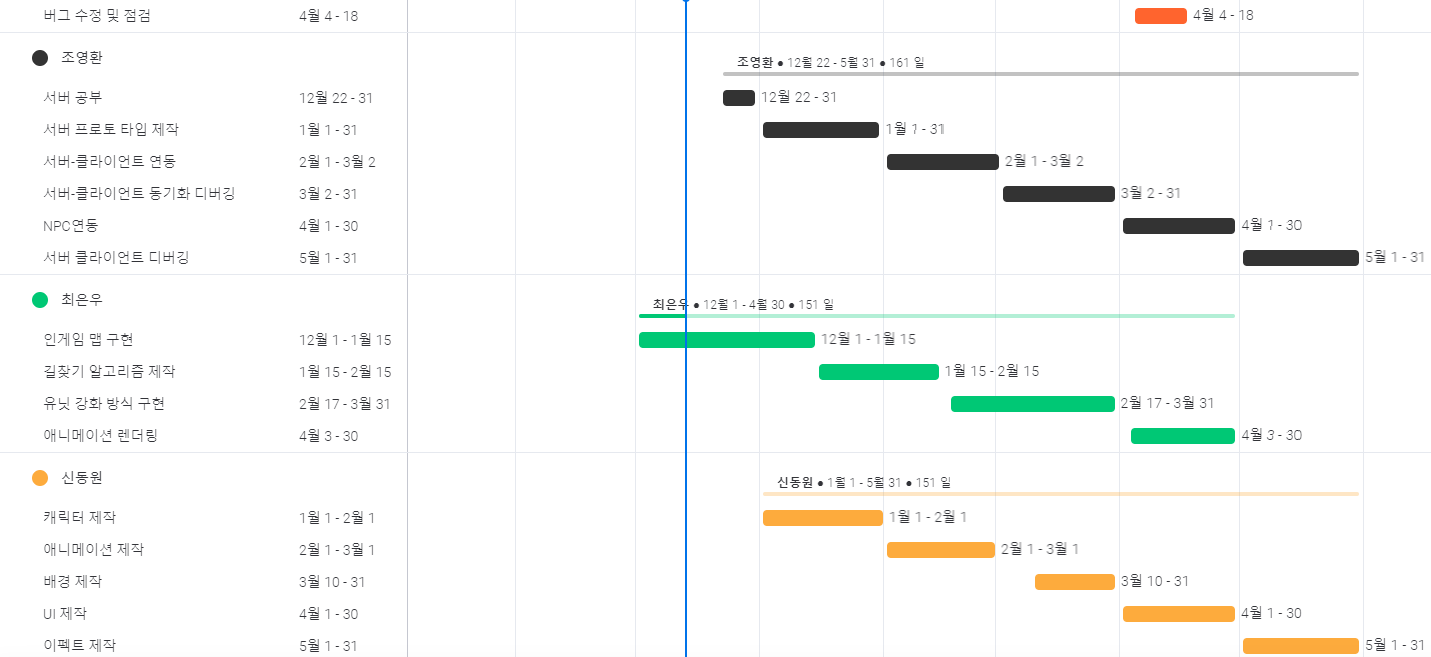 버그 수정 및 점검 4월 4 - 18 4월 4 - 18
조영환 조영환 ● 12월 22 - 5월 31 ● 161 일
서버 공부 12월 22 - 31 12월 22 - 31
서버 프로토 타입 제작 1월 1 - 31 1월 1 - 31
서버-클라이언트 연동 2월 1 - 3월 2 2월 1 - 3월 2
서버-클라이언트 동기화 디버깅 3월 2 - 31 3월 2 - 31
NPC연동 4월 1 - 30 4월 1 - 30
서버 클라이언트 디버깅 5월 1 - 31 5월 1 - 31
최은우 최은우 ● 12월 1 - 4월 30 ● 151 일
인게임 맵 구현 12월 1 - 1월 15 12월 1 - 1월 15
길찾기 알고리즘 제작 1월 15 - 2월 15 1월 15 - 2월 15
유닛 강화 방식 구현 2월 17 - 3월 31 2월 17 - 3월 31
애니메이션 렌더링 4월 3 - 30 4월 3 - 30
신동원 신동원 ● 1월 1 - 5월 31 ● 151 일
캐릭터 제작 1월 1 - 2월 1 1월 1 - 2월 1
애니메이션 제작 2월 1 - 3월 1 2월 1 - 3월 1
배경 제작 3월 10 - 31 3월 10 - 31
UI 제작 4월 1 - 30 4월 1 - 30
이펙트 제작 5월 1 - 31 5월 1 - 31